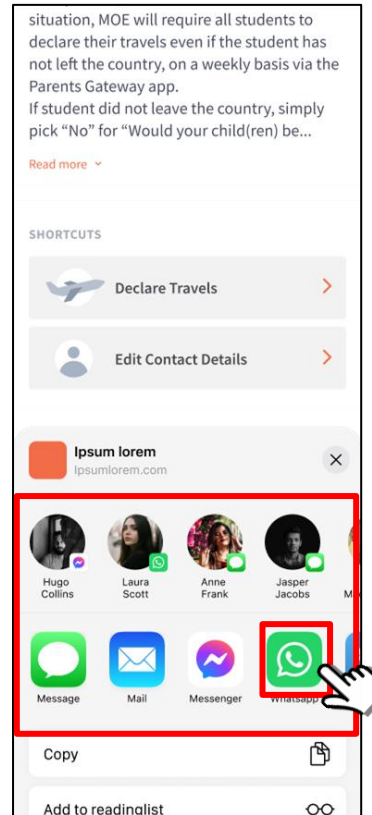 situation, MOE will require all students to
declare their travels even if the student has
not left the country, on a weekly basis via the
Parents Gateway app.
If student did not leave the country, simply
pick “No” for “Would your child(ren) be...
Read more
SHORTCUTS
Declare Travels
Edit Contact Details
Ipsum lorem
Ipsumlorem.com
Hugo Laura Anne Jasper
Collins Scott Frank Jacobs
Message Mail Messenger Whatsapp
Copy
Add to readinglist